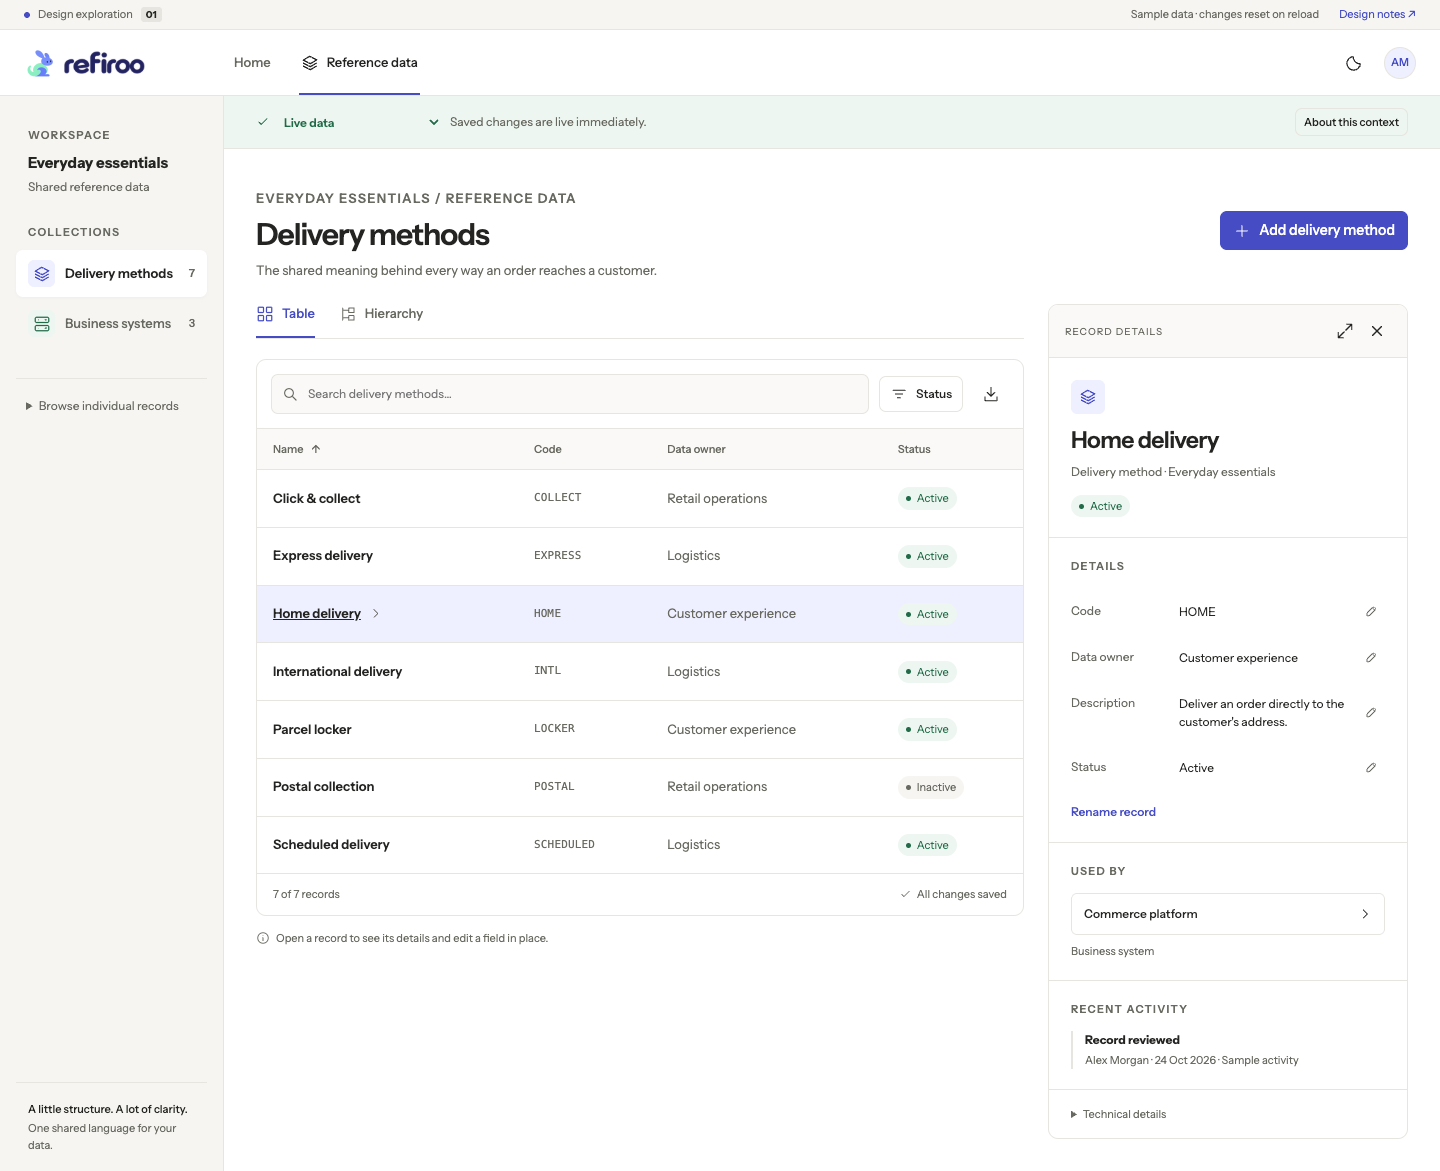 Design exploration 01
Sample data · changes reset on reload
Design notes ↗
refiroo
Home
Reference data
AM
WORKSPACE
Everyday essentials
Shared reference data
COLLECTIONS
Delivery methods 7
Business systems 3
Browse individual records
A little structure. A lot of clarity.
One shared language for your
data.
Live data
Saved changes are live immediately.
About this context
EVERYDAY ESSENTIALS / REFERENCE DATA
Delivery methods
The shared meaning behind every way an order reaches a customer.
Add delivery method
Table
Hierarchy
Search delivery methods...
Status
Name ↑ Code Data owner Status
Click & collect COLLECT Retail operations Active
Express delivery EXPRESS Logistics Active
Home delivery HOME Customer experience Active
International delivery INTL Logistics Active
Parcel locker LOCKER Customer experience Active
Postal collection POSTAL Retail operations Inactive
Scheduled delivery SCHEDULED Logistics Active
7 of 7 records
All changes saved
Open a record to see its details and edit a field in place.
RECORD DETAILS
Home delivery
Delivery method · Everyday essentials
Active
DETAILS
Code HOME
Data owner Customer experience
Description Deliver an order directly to the
customer's address.
Status Active
Rename record
USED BY
Commerce platform
Business system
RECENT ACTIVITY
Record reviewed
Alex Morgan · 24 Oct 2026 · Sample activity
Technical details